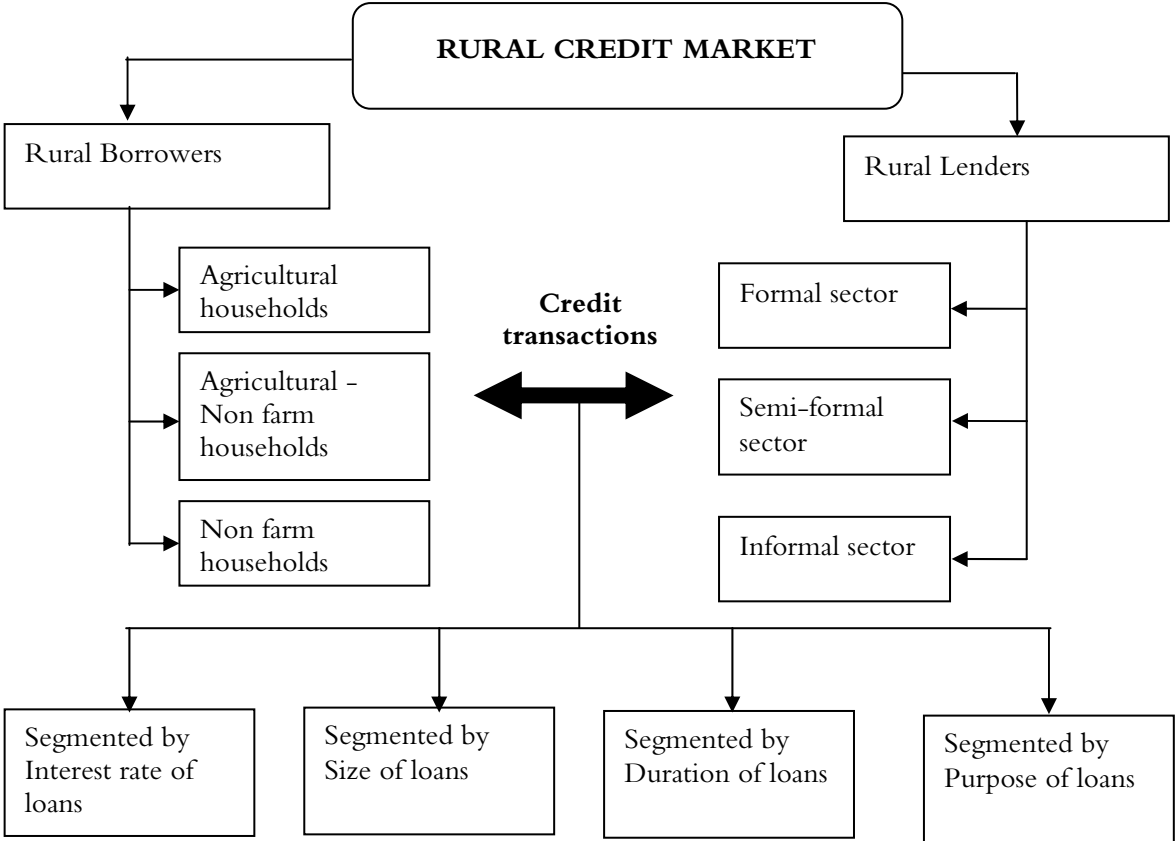 RURAL CREDIT MARKET
Rural Borrowers
Rural Lenders
Agricultural
households
Agricultural -
Non farm
households
Non farm
households
Credit
transactions
Formal sector
Semi-formal
sector
Informal sector
Segmented by
Interest rate of
loans
Segmented by
Size of loans
Segmented by
Duration of loans
Segmented by
Purpose of loans